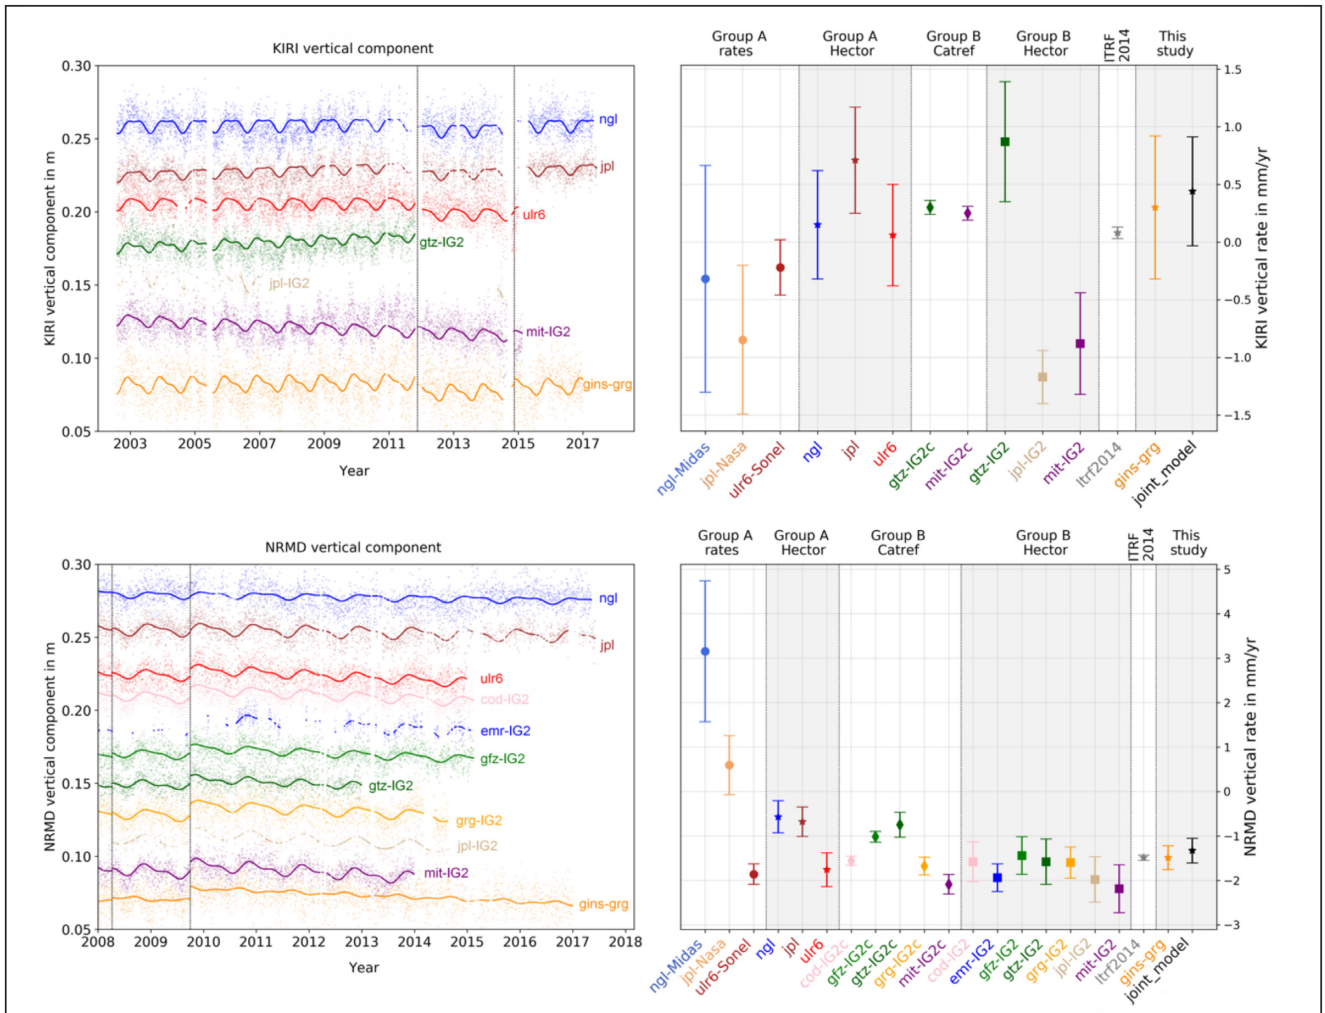 KIRI vertical component
KIRI vertical component in m
0.30
0.25
0.20
0.15
0.10
0.05
ngl
jpl
ulr6
gtz-IG2
jpl-IG2
mit-IG2
gins-grg
2003 2005 2007 2009 2011 2013 2015 2017
Year
Group A rates
Group A Hector
Group B Catref
Group B Hector
ITRF 2014
This study
1.5
1.0
0.5
0.0
−0.5
−1.0
−1.5
KIRI vertical rate in mm/yr
ngl-Midas
jpl-Nasa
ulr6-Sonel
ngl
jpl
ulr6
gtz-IG2c
mit-IG2c
gtz-IG2
jpl-IG2
mit-IG2
Itrf2014
gins-grg
joint_model
NRMD vertical component
NRMD vertical component in m
0.30
0.25
0.20
0.15
0.10
0.05
ngl
jpl
ulr6
cod-IG2
emr-IG2
gfz-IG2
gtz-IG2
grg-IG2
jpl-IG2
mit-IG2
gins-grg
2008 2009 2010 2011 2012 2013 2014 2015 2016 2017 2018
Year
Group A rates
Group A Hector
Group B Catref
Group B Hector
ITRF 2014
This study
5
4
3
2
1
0
−1
−2
−3
NRMD vertical rate in mm/yr
ngl-Midas
jpl-Nasa
ulr6-Sonel
ngl
jpl
ulr6
cod-IG2c
gfz-IG2c
gtz-IG2c
grg-IG2c
mit-IG2c
cod-IG2
emr-IG2
gfz-IG2
gtz-IG2
grg-IG2
jpl-IG2
mit-IG2
Itrf2014
gins-grg
joint_model